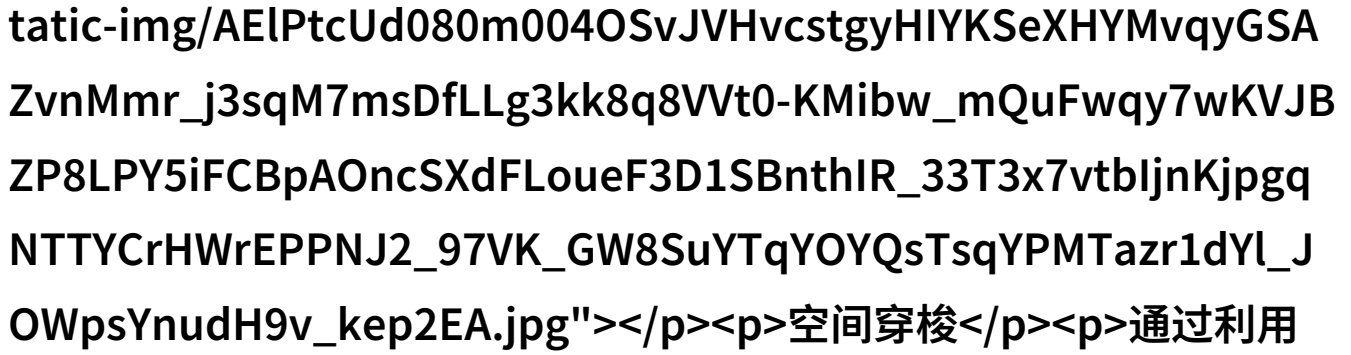 tatic-img/AElPtcUd080m004OSvJVHvcstgyHIYKSeXHYMvqyGSA
ZvnMmr_j3sqM7msDfLLg3kk8q8VVt0-KMibw_mQuFwqy7wKVJB
ZP8LPY5iFCBpAOncSXdFLoueF3D1SBnthIR_33T3x7vtbIjnKjpgq
NTTYCrHWrEPPNJ2_97VK_GW8SuYTqYOYQsTsqYPMTazr1dYl_J
OWpsYnudH9v_kep2EA.jpg"></p><p>空间穿梭</p><p>通过利用